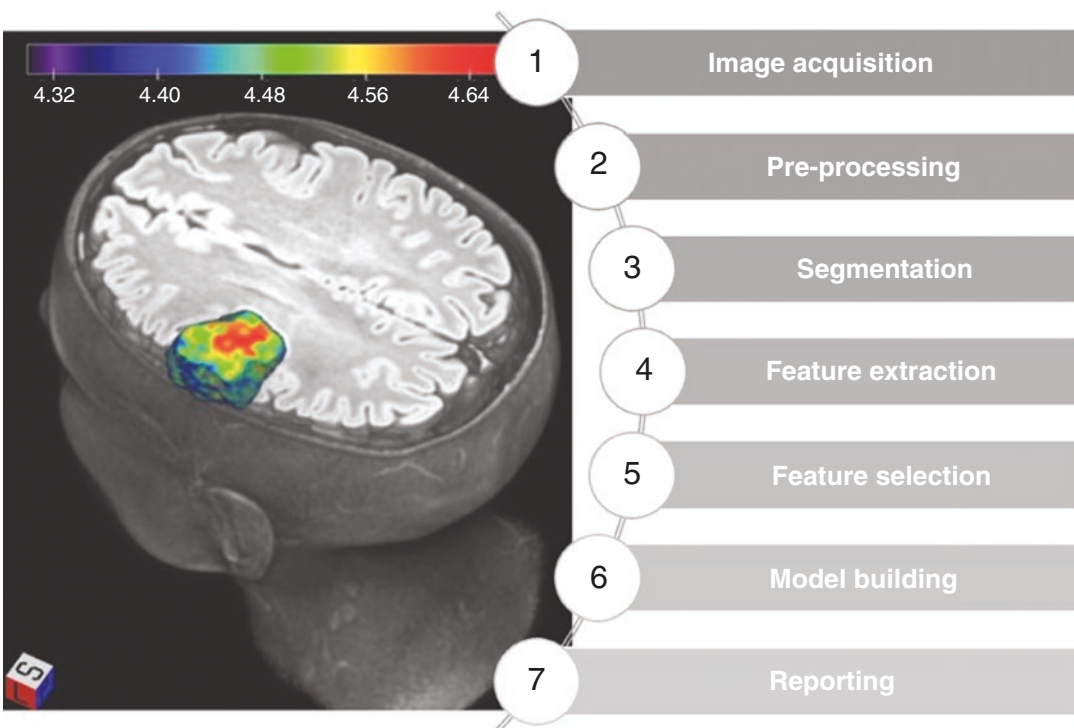 4.32 4.40 4.48 4.56 4.64
1 Image acquisition
2 Pre-processing
3 Segmentation
4 Feature extraction
5 Feature selection
6 Model building
7 Reporting
S